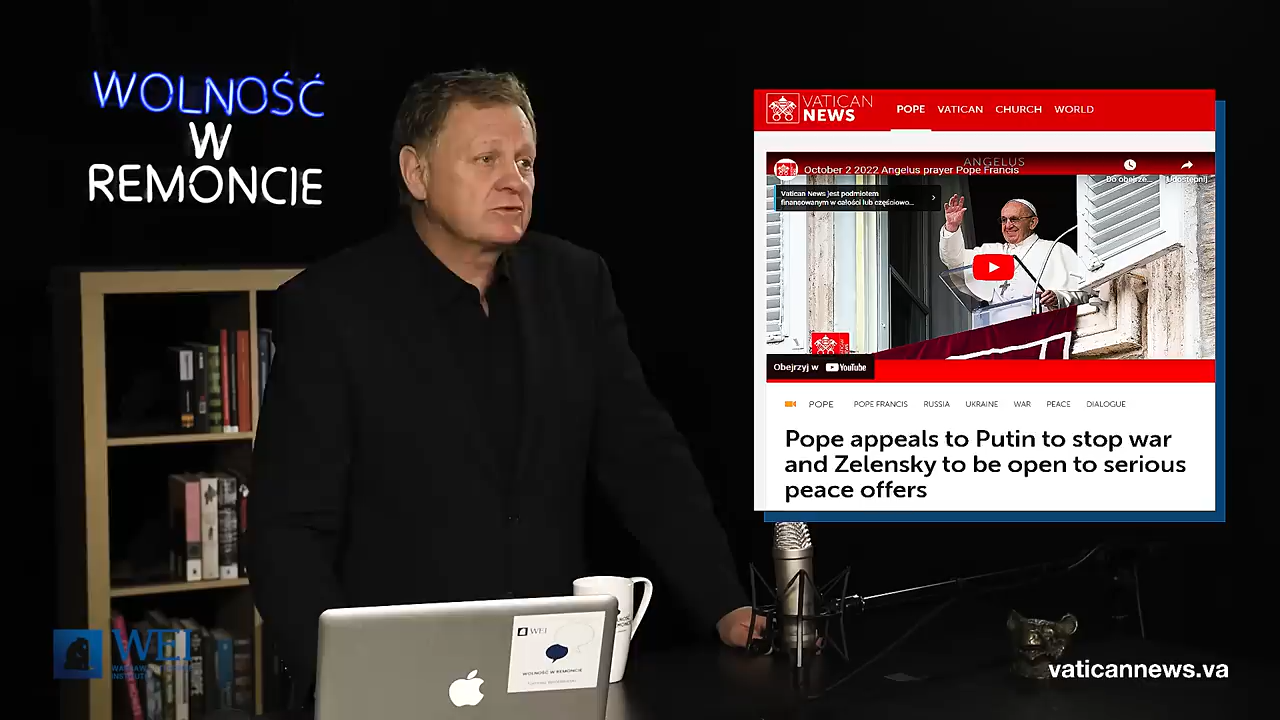 WOLNOŚĆ
W
REMONCIE
VATICAN
NEWS
POPE VATICAN CHURCH WORLD
ANGELUS
October 2 2022 Angelus prayer Pope Francis
Do obejrze...
Udostępnij
Vatican News jest podmiotem
finansowanym w całości lub częściowo...
Obejrzyj w YouTube
POPE POPE FRANCIS RUSSIA UKRAINE WAR PEACE DIALOGUE
Pope appeals to Putin to stop war
and Zelensky to be open to serious
peace offers
WEI
WEI
WOLNOŚĆ W REMONCIE
REMONCIE
vaticannews.va